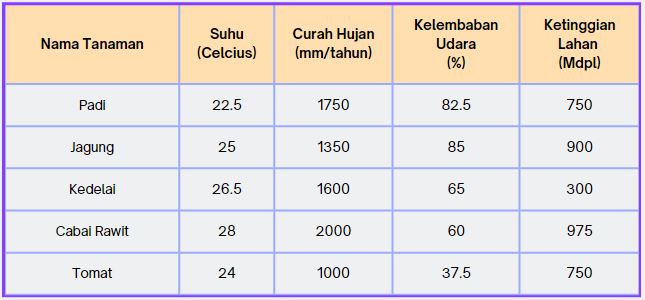 Nama Tanaman Suhu (Celcius) Curah Hujan (mm/tahun) Kelembaban Udara (%) Ketinggian Lahan (Mdpl)
Padi 22.5 1750 82.5 750
Jagung 25 1350 85 900
Kedelai 26.5 1600 65 300
Cabai Rawit 28 2000 60 975
Tomat 24 1000 37.5 750